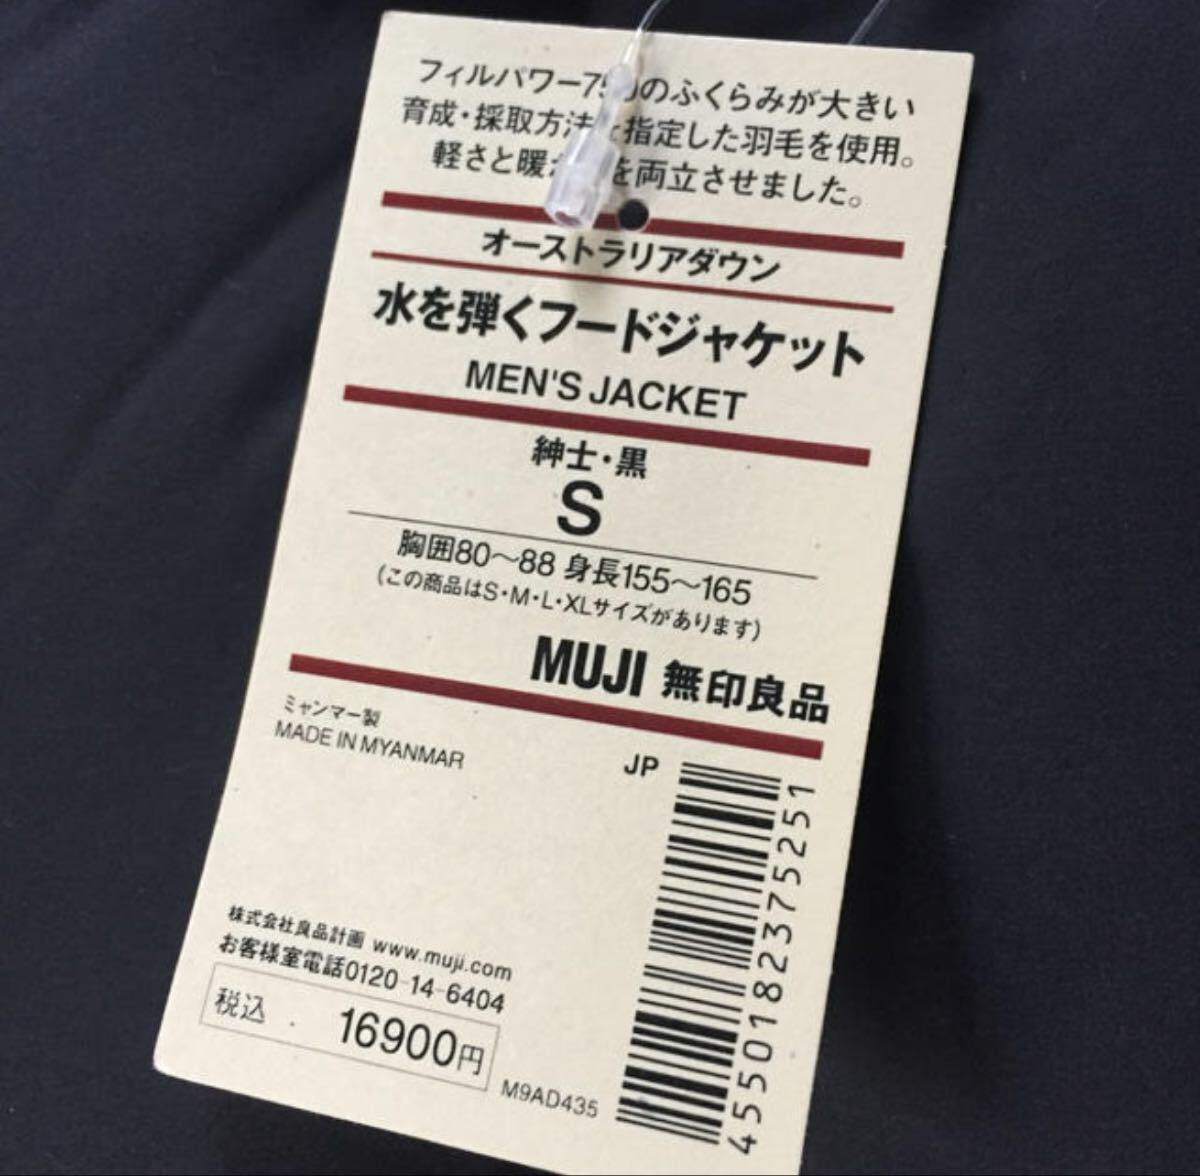 フィルパワー750のふくらみが大きい
育成・採取方法を指定した羽毛を使用。
軽さと暖かさを両立させました。
オーストラリアダウン
水を弾くフードジャケット
MEN'S JACKET
紳士・黒
S
胸囲80〜88 身長155〜165
(この商品はS・M・L・XLサイズがあります)
MUJI 無印良品
ミャンマー製
MADE IN MYANMAR
JP
4550182375251
株式会社良品計画 www.muji.com
お客様室電話0120-14-6404
税込 16900円
M9AD435